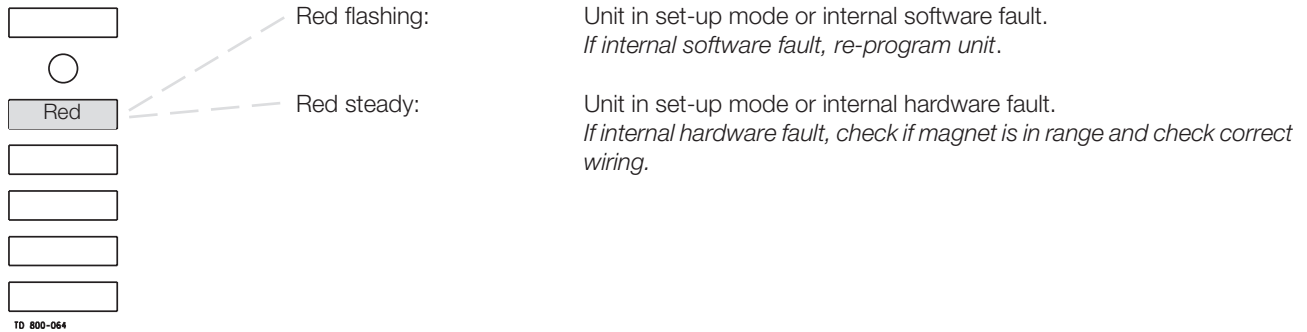 Red flashing: Unit in set-up mode or internal software fault.
If internal software fault, re-program unit.
Red
Red steady: Unit in set-up mode or internal hardware fault.
If internal hardware fault, check if magnet is in range and check correct
wiring.
TD 800-064